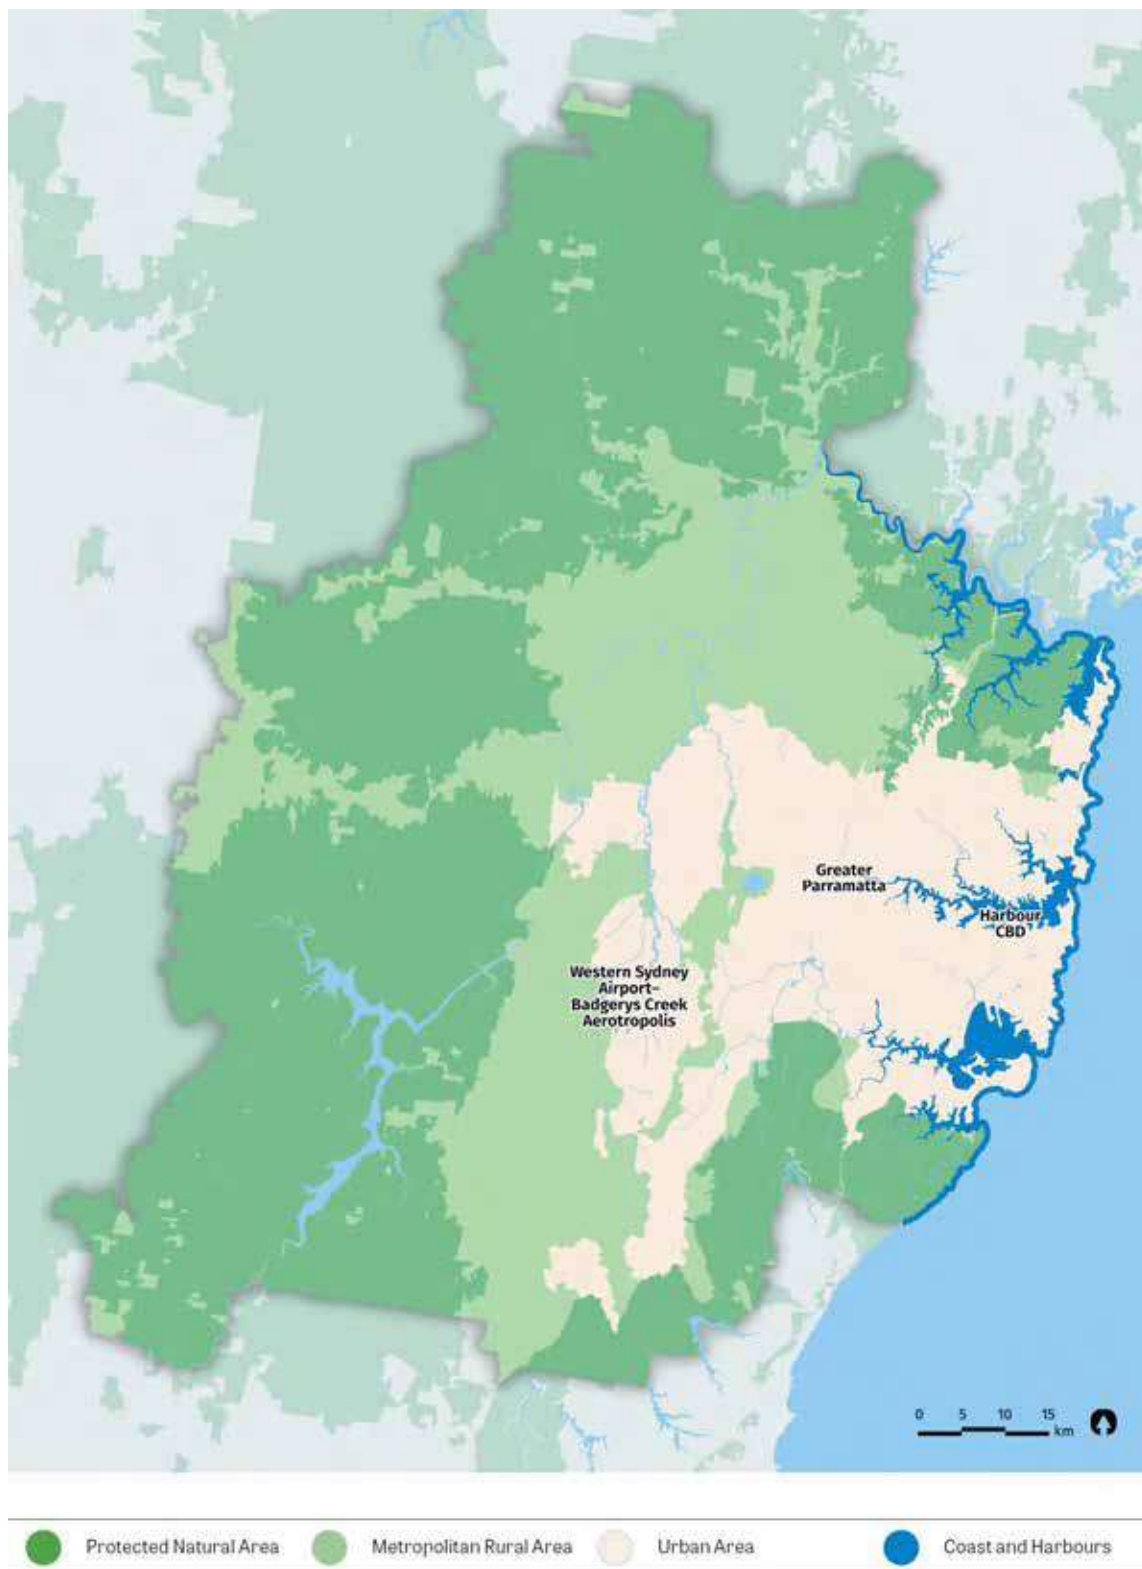 Greater
Parramatta
Harbour
CBD
Western Sydney
Airport–
Badgerys Creek
Aerotropolis
0 5 10 15
km
Protected Natural Area Metropolitan Rural Area Urban Area Coast and Harbours